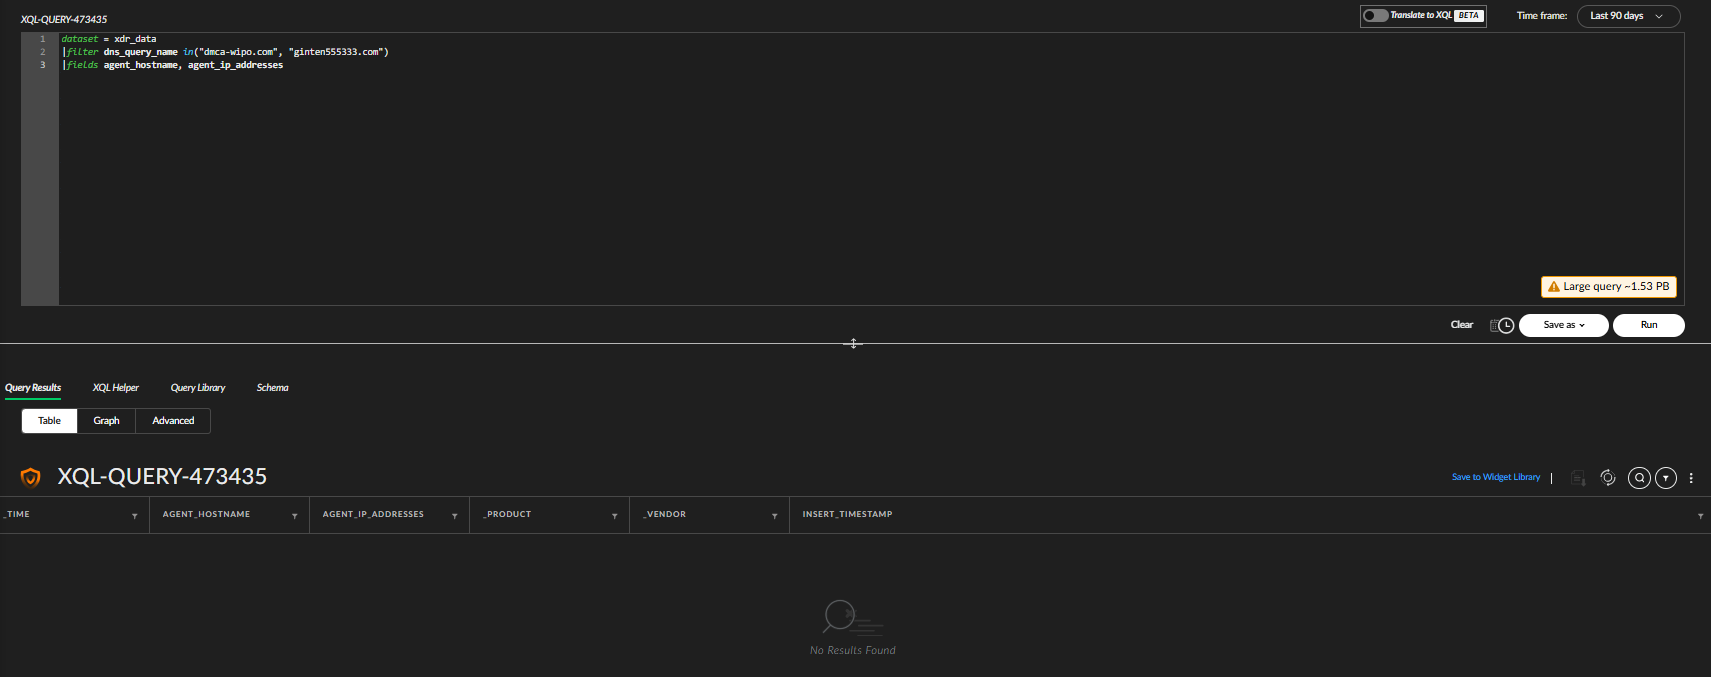 XQL-QUERY-473435
Translate to XQL BETA
Time frame: Last 90 days
1 dataset = xdr_data
2 |filter dns_query_name in("dmca-wipo.com", "ginten555333.com")
3 |fields agent_hostname, agent_ip_addresses
Large query ~1.53 PB
Clear Save as Run
Query Results XQL Helper Query Library Schema
Table Graph Advanced
XQL-QUERY-473435
Save to Widget Library
_TIME AGENT_HOSTNAME AGENT_IP_ADDRESSES _PRODUCT _VENDOR INSERT_TIMESTAMP
No Results Found